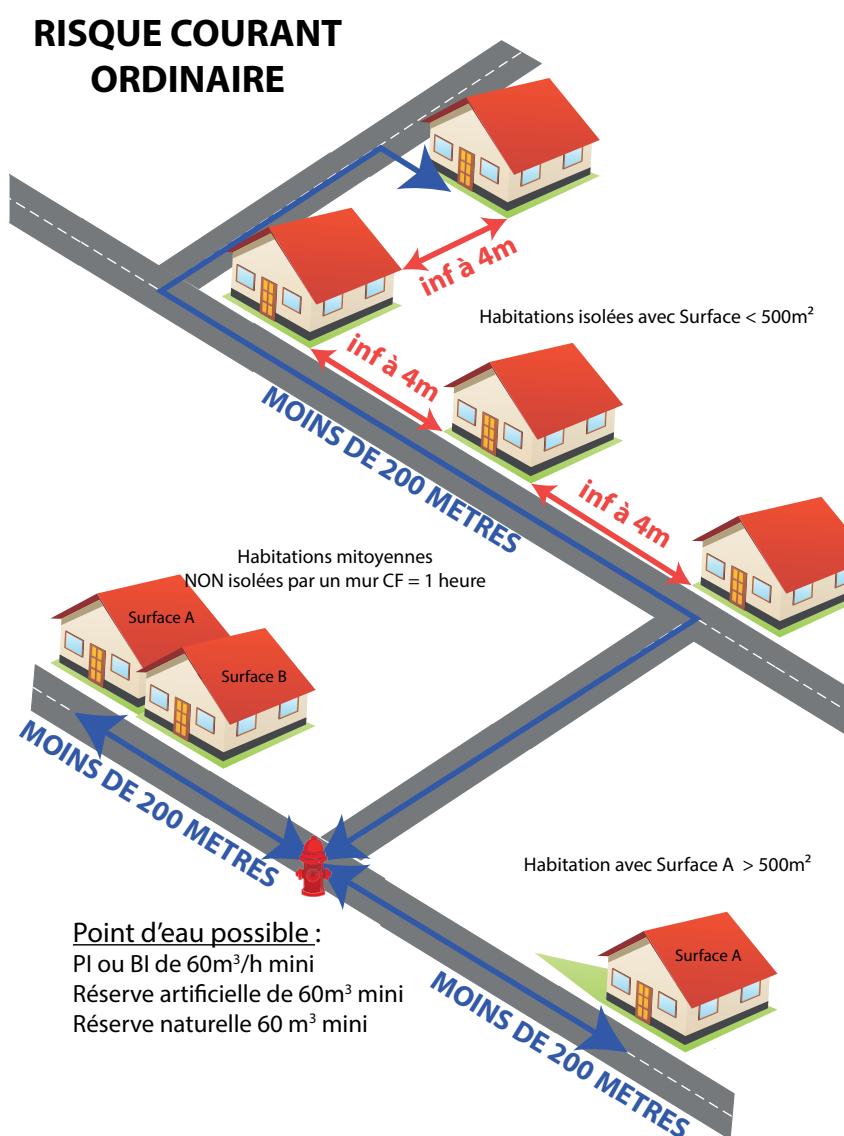 RISQUE COURANT
ORDINAIRE
inf à 4m
Habitations isolées avec Surface < 500m²
inf à 4m
MOINS DE 200 METRES
inf à 4m
Habitations mitoyennes
NON isolées par un mur CF = 1 heure
Surface A
Surface B
MOINS DE 200 METRES
Habitation avec Surface A > 500m²
Point d'eau possible :
PI ou BI de 60m³/h mini
Réserve artificielle de 60m³ mini
Réserve naturelle 60 m³ mini
Surface A
MOINS DE 200 METRES